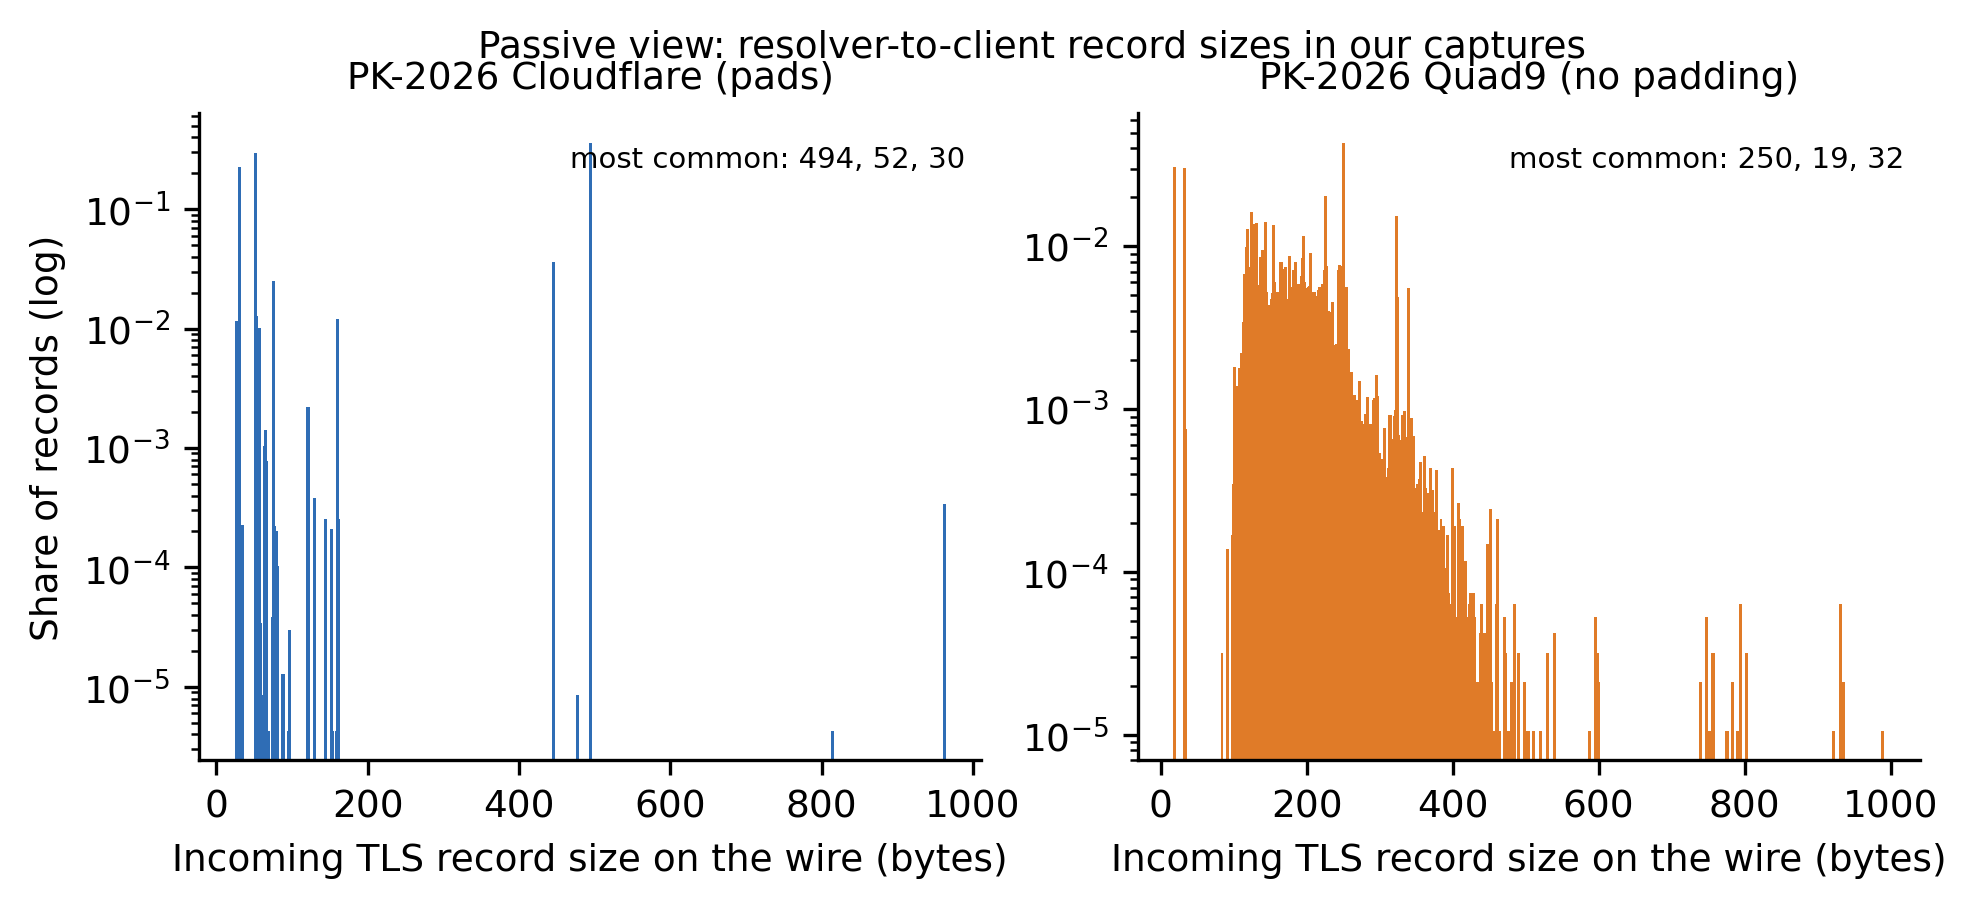 Passive view: resolver-to-client record sizes in our captures
PK-2026 Cloudflare (pads)
most common: 494, 52, 30
Share of records (log)
10⁻¹
10⁻²
10⁻³
10⁻⁴
10⁻⁵
0 200 400 600 800 1000
Incoming TLS record size on the wire (bytes)
PK-2026 Quad9 (no padding)
most common: 250, 19, 32
10⁻²
10⁻³
10⁻⁴
10⁻⁵
0 200 400 600 800 1000
Incoming TLS record size on the wire (bytes)